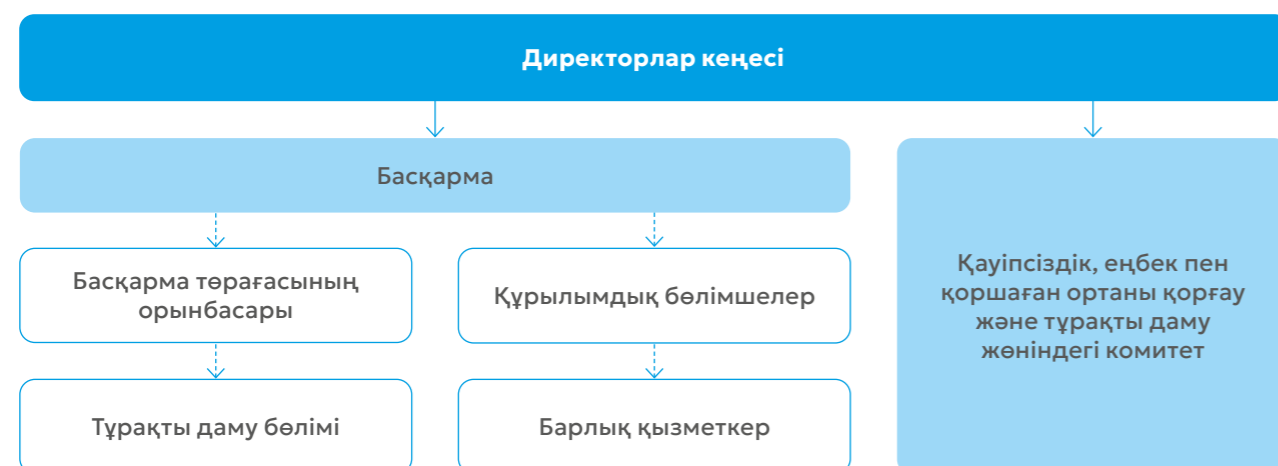 Директорлар кеңесі
Басқарма
Басқарма төрағасының
орынбасары
Құрылымдық бөлімшелер
Қауіпсіздік, еңбек пен
қоршаған ортаны қорғау
және тұрақты даму
жөніндегі комитет
Тұрақты даму бөлімі
Барлық қызметкер